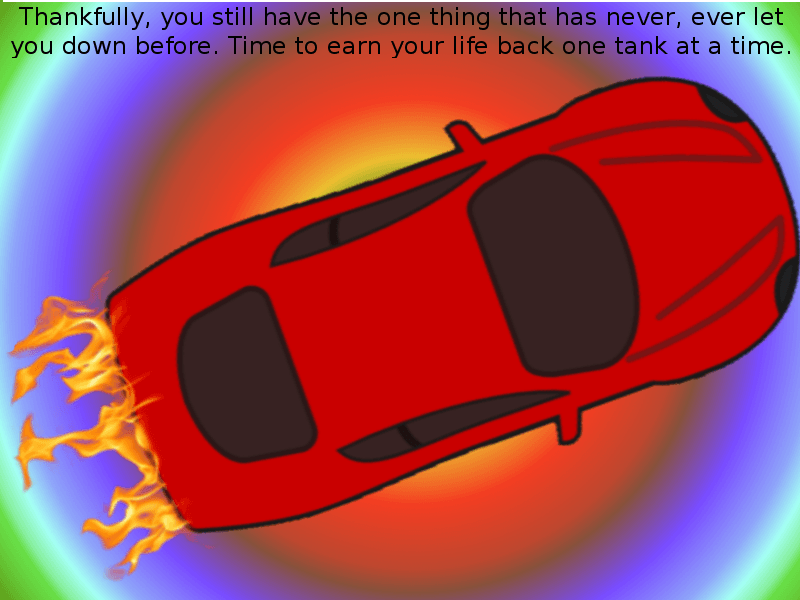 Thankfully, you still have the one thing that has never, ever let
you down before. Time to earn your life back one tank at a time.